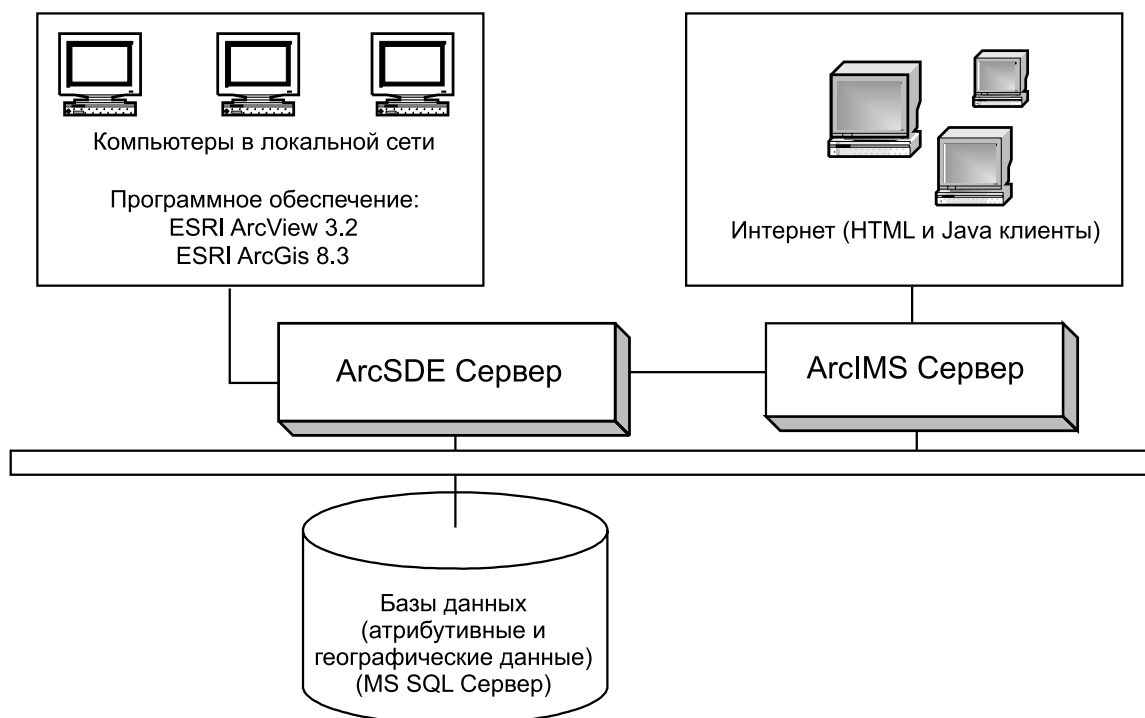 Компьютеры в локальной сети
Программное обеспечение:
ESRI ArcView 3.2
ESRI ArcGis 8.3
Интернет (HTML и Java клиенты)
ArcSDE Сервер
ArcIMS Сервер
Базы данных
(атрибутивные и
географические данные)
(MS SQL Сервер)